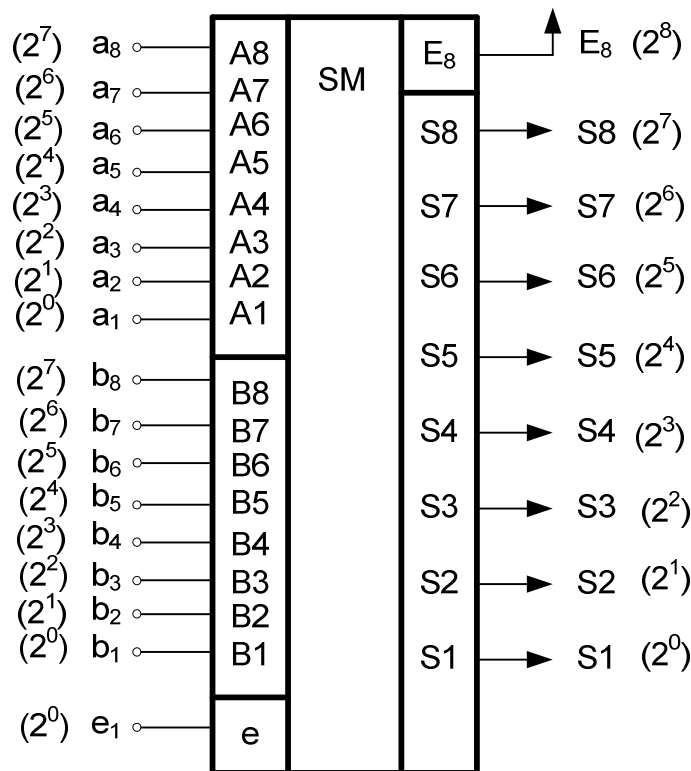 (2⁷) a₈ A8 SM E₈ E₈ (2⁸)
(2⁶) a₇ A7
(2⁵) a₆ A6 S8 S8 (2⁷)
(2⁴) a₅ A5
(2³) a₄ A4 S7 S7 (2⁶)
(2²) a₃ A3
(2¹) a₂ A2 S6 S6 (2⁵)
(2⁰) a₁ A1
S5 S5 (2⁴)
(2⁷) b₈ B8
(2⁶) b₇ B7 S4 S4 (2³)
(2⁵) b₆ B6
(2⁴) b₅ B5 S3 S3 (2²)
(2³) b₄ B4
(2²) b₃ B3 S2 S2 (2¹)
(2¹) b₂ B2
(2⁰) b₁ B1 S1 S1 (2⁰)
(2⁰) e₁ e